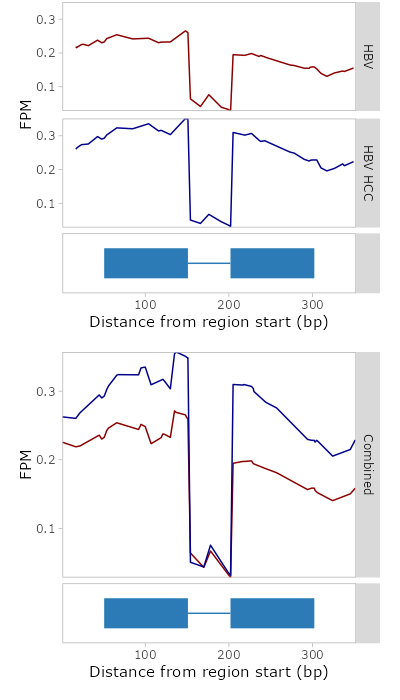 0.3
0.2
0.1
HBV
FPM
0.3
0.2
0.1
HBV HCC
100 200 300
Distance from region start (bp)
0.3
0.2
0.1
FPM
Combined
100 200 300
Distance from region start (bp)